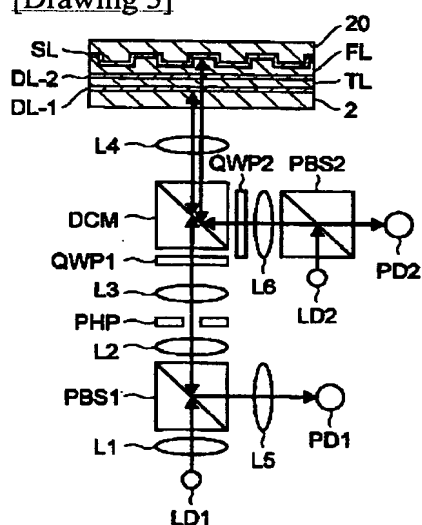 [Drawing 3]
20
SL
FL
DL-2
TL
DL-1
2
L4
QWP2
PBS2
DCM
QWP1
L6
PD2
L3
LD2
PHP
L2
PBS1
L5
PD1
L1
LD1